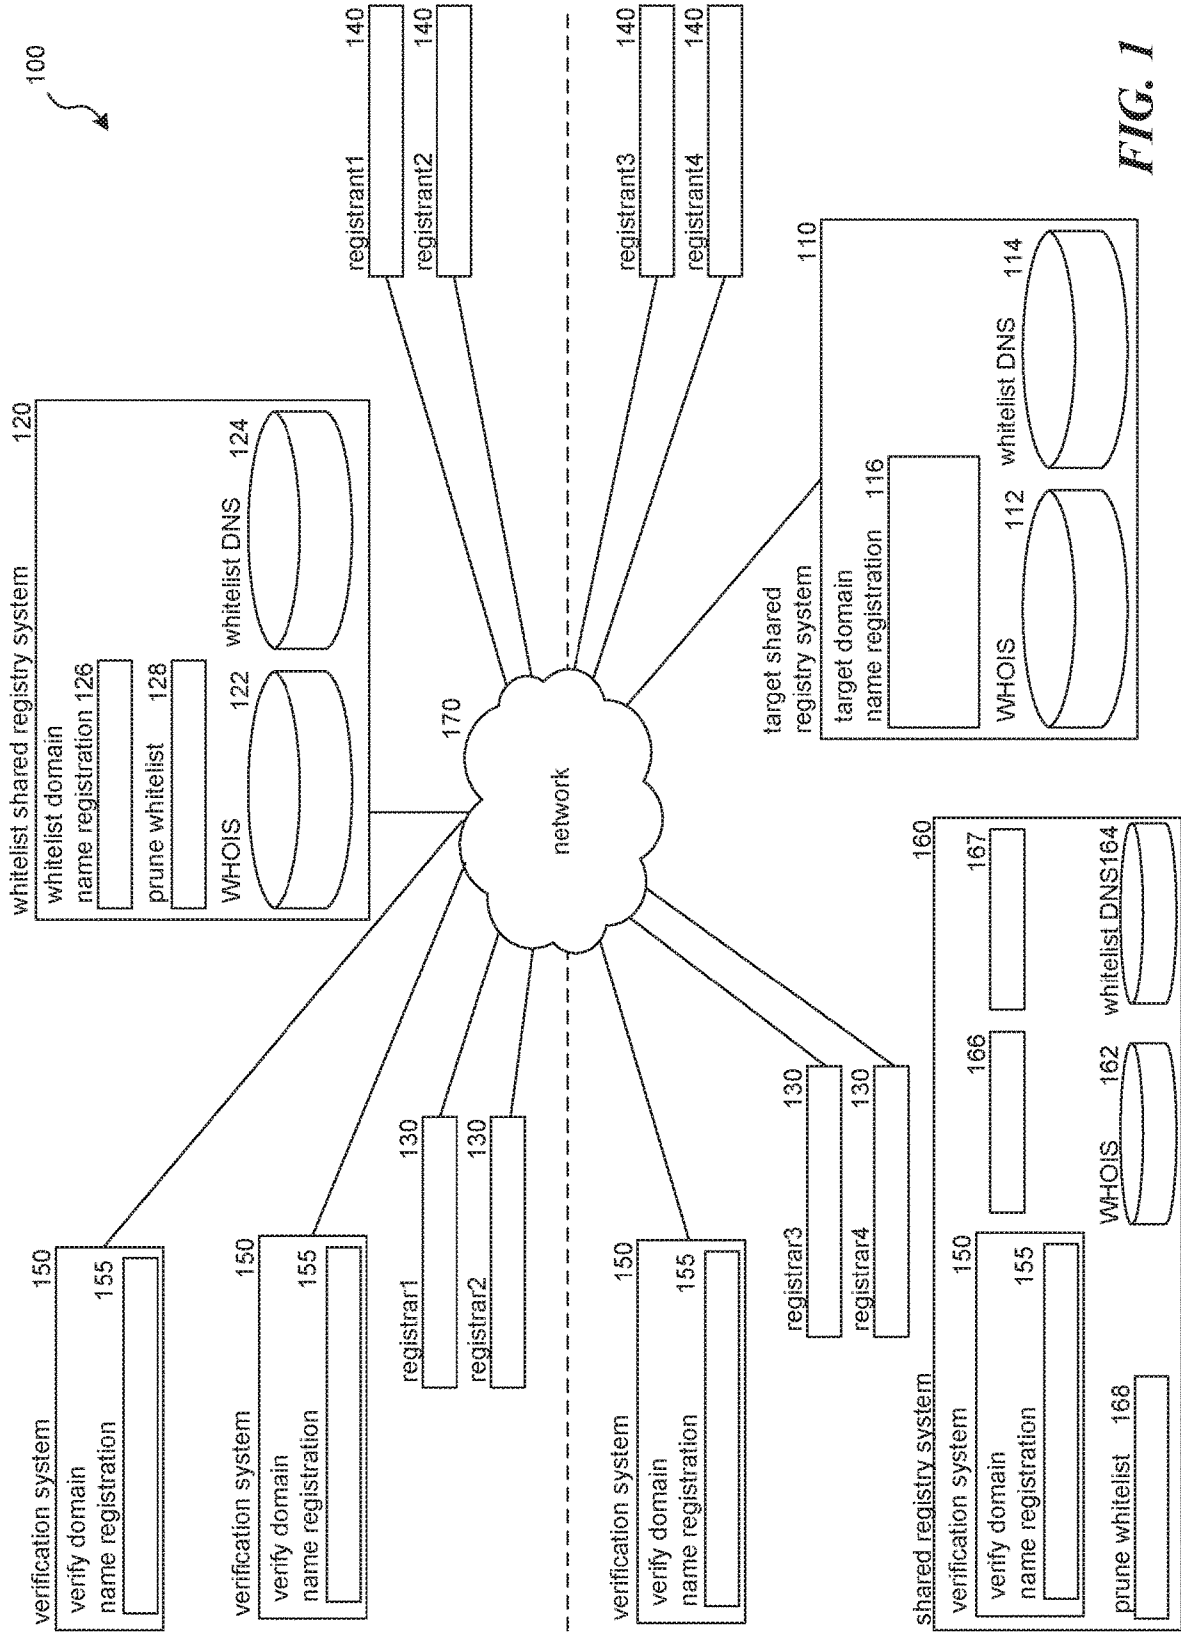 100
whitelist shared registry system 120
whitelist domain
name registration 126
prune whitelist 128
WHOIS 122
whitelist DNS 124
verification system 150
verify domain 155
name registration
verification system 150
verify domain 155
name registration
registrar1 130
registrar2 130
registrant1 140
registrant2 140
170
network
verification system 150
verify domain 155
name registration
registrar3 130
registrar4 130
registrant3 140
registrant4 140
target shared
registry system 110
target domain
name registration 116
WHOIS 112
whitelist DNS 114
shared registry system 160
verification system 150
verify domain 155
name registration
166
167
prune whitelist 168
WHOIS 162
whitelist DNS164
FIG. 1